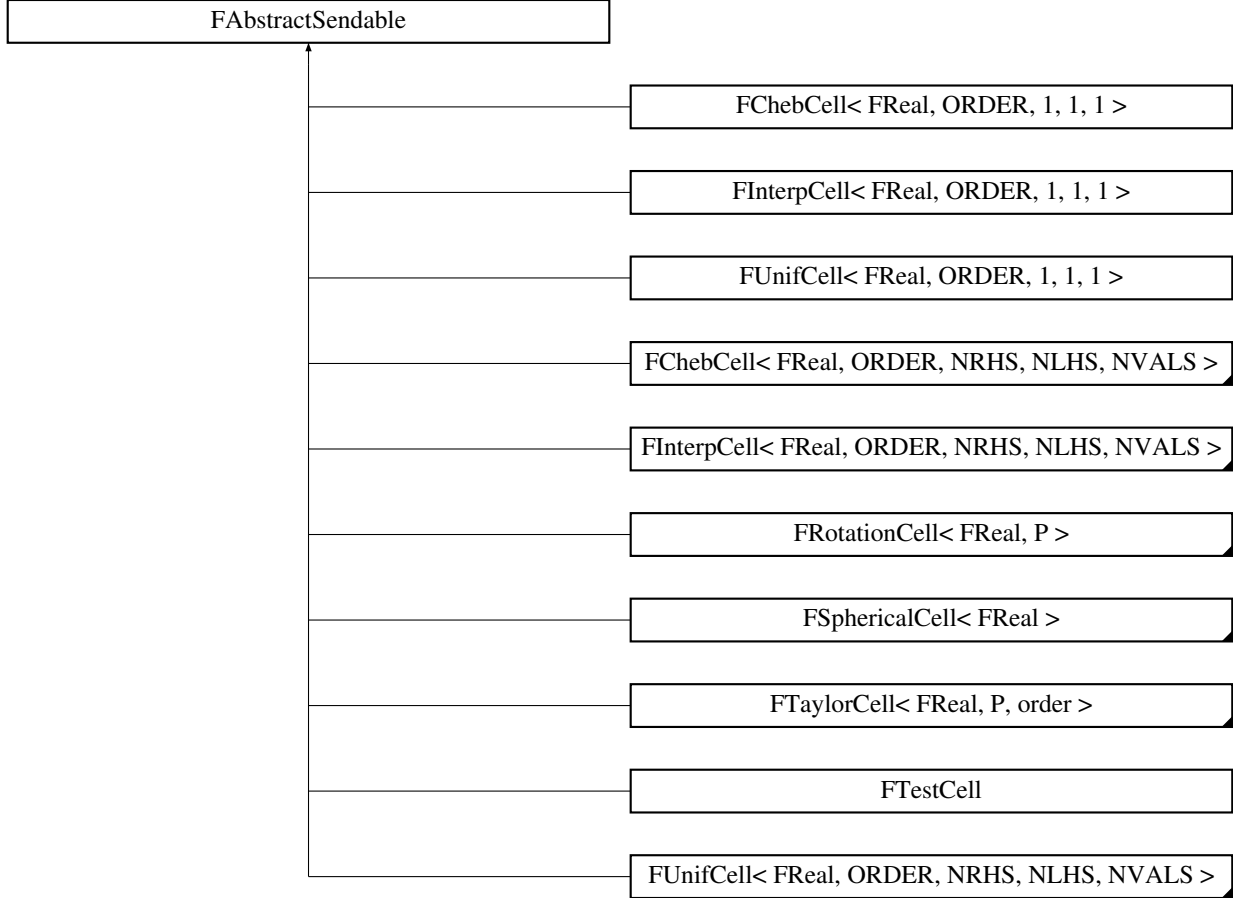 FAbstractSendable
FChebCell< FReal, ORDER, 1, 1, 1 >
FInterpCell< FReal, ORDER, 1, 1, 1 >
FUnifCell< FReal, ORDER, 1, 1, 1 >
FChebCell< FReal, ORDER, NRHS, NLHS, NVALS >
FInterpCell< FReal, ORDER, NRHS, NLHS, NVALS >
FRotationCell< FReal, P >
FSphericalCell< FReal >
FTaylorCell< FReal, P, order >
FTestCell
FUnifCell< FReal, ORDER, NRHS, NLHS, NVALS >